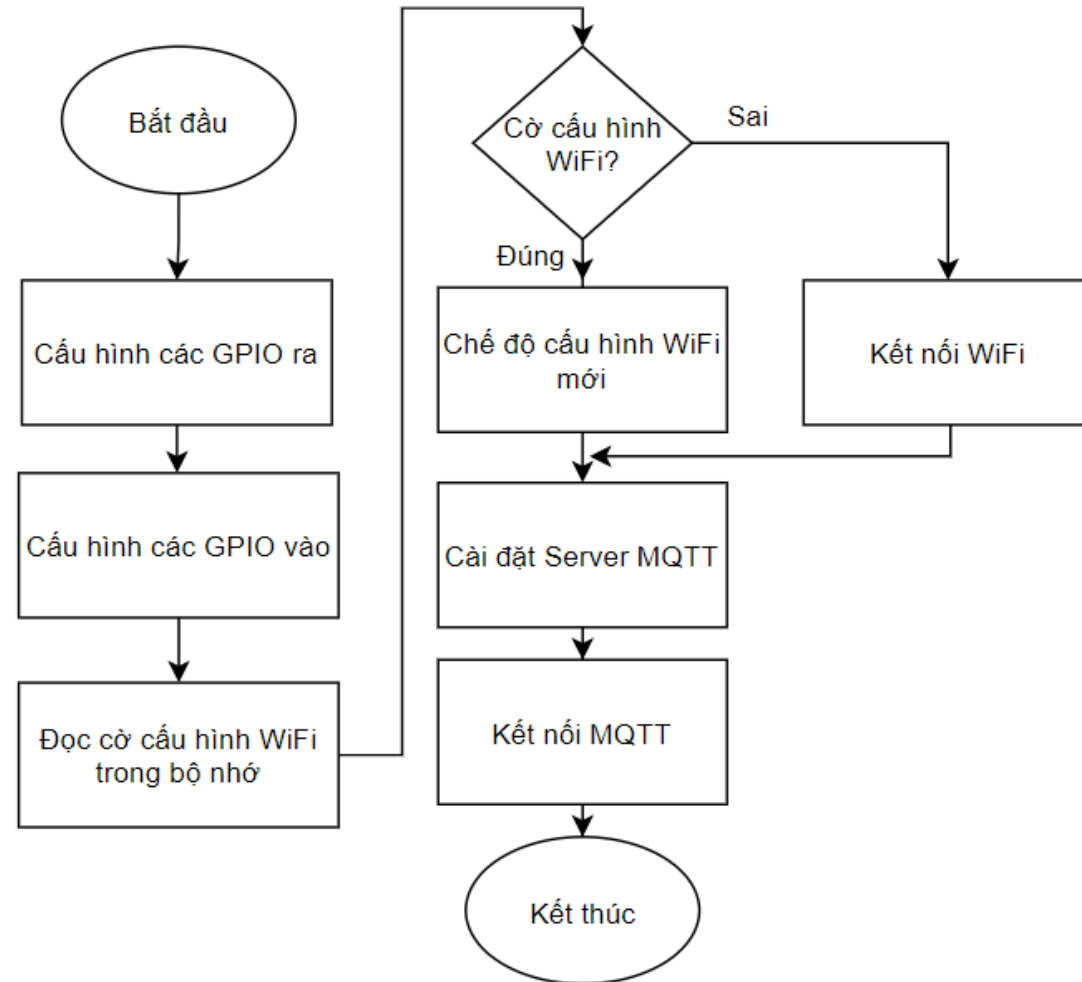 Bắt đầu
Cấu hình các GPIO ra
Cấu hình các GPIO vào
Đọc cờ cấu hình WiFi
trong bộ nhớ
Cờ cấu hình
WiFi?
Sai
Đúng
Chế độ cấu hình WiFi
mới
Kết nối WiFi
Cài đặt Server MQTT
Kết nối MQTT
Kết thúc